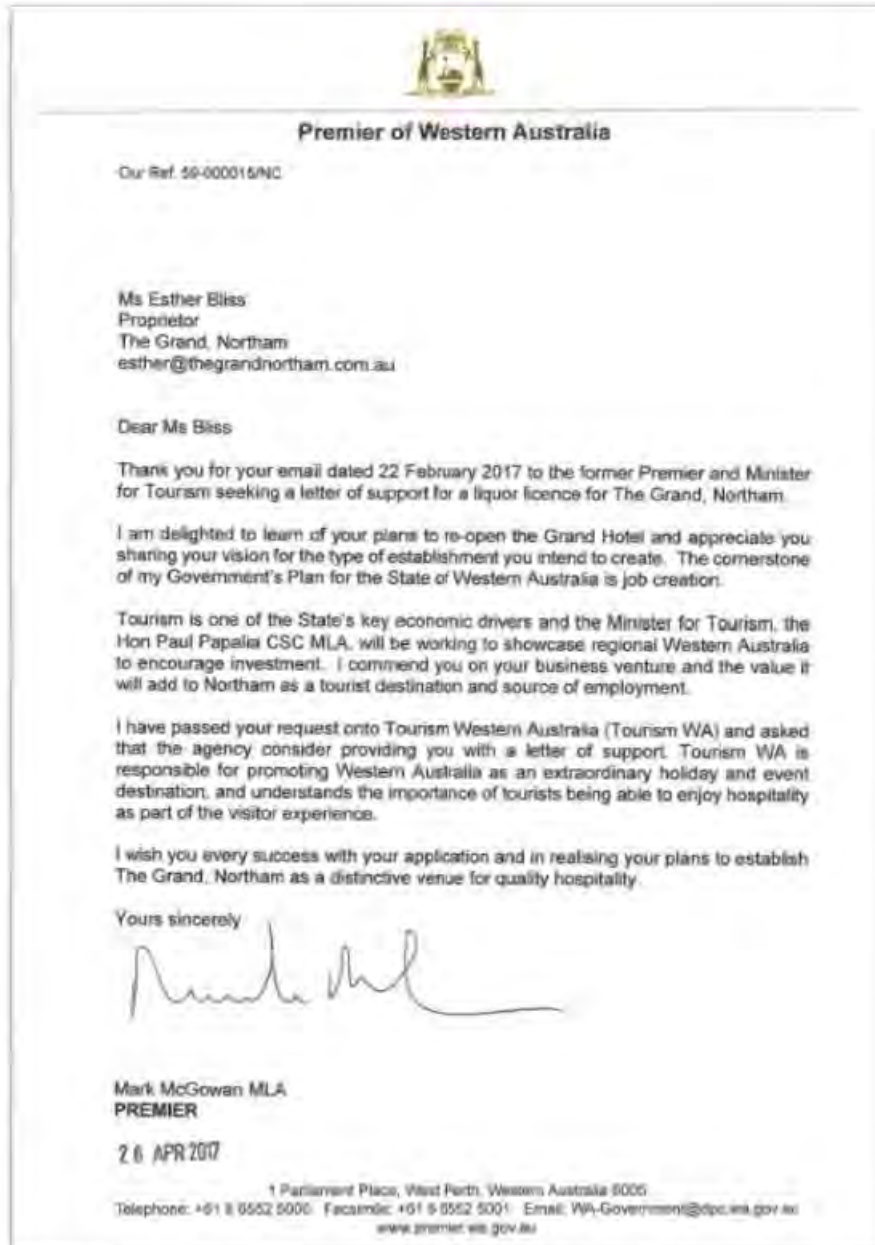 Premier of Western Australia
Our Ref: 59-000015/NC
Ms Esther Bliss
Proprietor
The Grand, Northam
esther@thegrandnortham.com.au
Dear Ms Bliss
Thank you for your email dated 22 February 2017 to the former Premier and Minister
for Tourism seeking a letter of support for a liquor licence for The Grand, Northam.
I am delighted to learn of your plans to re-open the Grand Hotel and appreciate you
sharing your vision for the type of establishment you intend to create. The cornerstone
of my Government's Plan for the State of Western Australia is job creation.
Tourism is one of the State's key economic drivers and the Minister for Tourism, the
Hon Paul Papalia CSC MLA, will be working to showcase regional Western Australia
to encourage investment. I commend you on your business venture and the value it
will add to Northam as a tourist destination and source of employment.
I have passed your request onto Tourism Western Australia (Tourism WA) and asked
that the agency consider providing you with a letter of support. Tourism WA is
responsible for promoting Western Australia as an extraordinary holiday and event
destination, and understands the importance of tourists being able to enjoy hospitality
as part of the visitor experience.
I wish you every success with your application and in realising your plans to establish
The Grand, Northam as a distinctive venue for quality hospitality.
Yours sincerely
Mark McGowan MLA
PREMIER
26 APR 2017
1 Parliament Place, West Perth, Western Australia 6005
Telephone: +61 8 6552 5000 Facsimile: +61 8 6552 5001 Email: WA-Government@dpc.wa.gov.au
www.premier.wa.gov.au